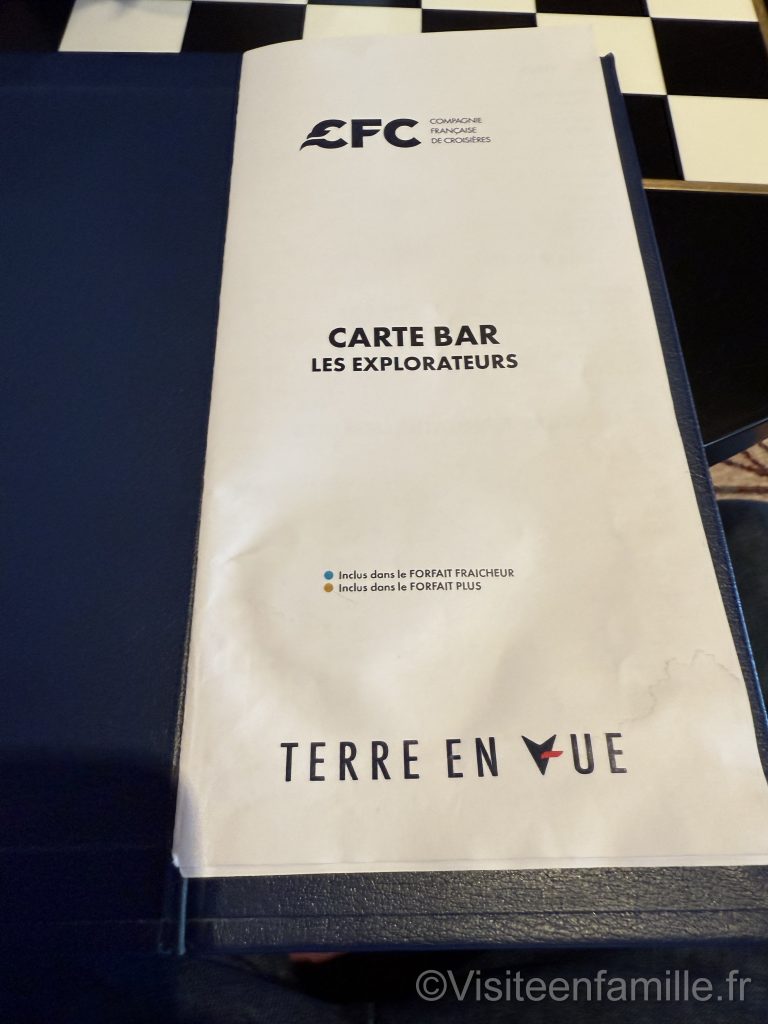 CFC
COMPAGNIE
FRANÇAISE
DE CROISIÈRES
CARTE BAR
LES EXPLORATEURS
Inclus dans le FORFAIT FRAICHEUR
Inclus dans le FORFAIT PLUS
TERRE EN VUE
©Visiteenfamille.fr